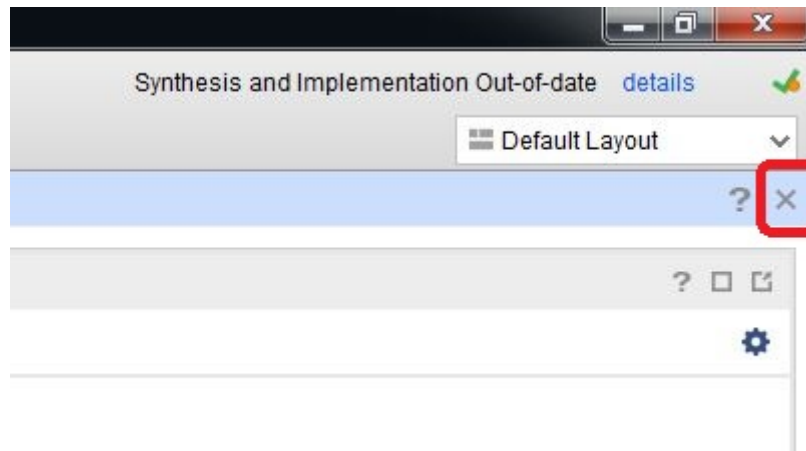 Synthesis and Implementation Out-of-date details
Default Layout
?
?